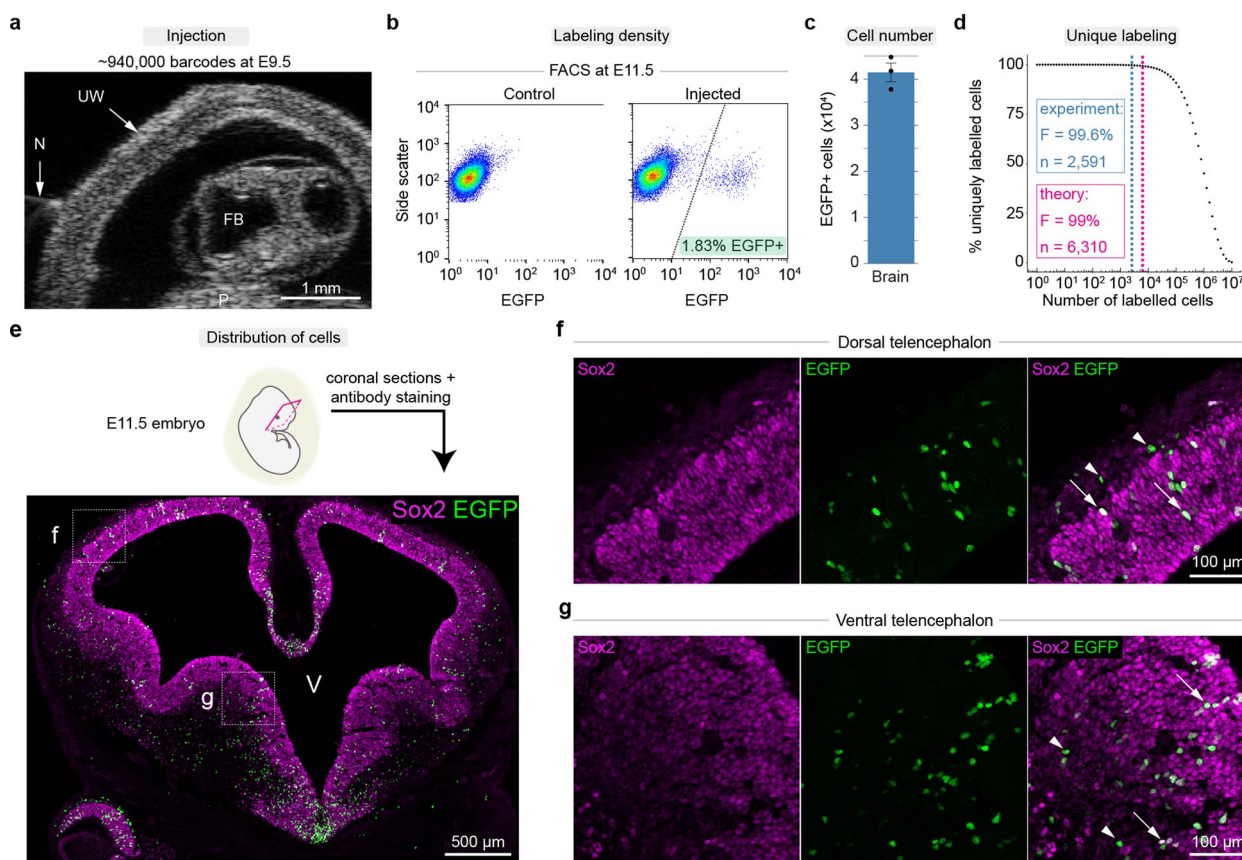 a
Injection
~940,000 barcodes at E9.5
UW
N
FB
P
1 mm
b
Labeling density
FACS at E11.5
Control
Injected
Side scatter
10⁴
10³
10²
10¹
10⁰
1.83% EGFP+
10⁰ 10¹ 10² 10³ 10⁴
10⁰ 10¹ 10² 10³ 10⁴
EGFP
EGFP
c
Cell number
EGFP+ cells (x10⁴)
4
3
2
4
0
Brain
d
Unique labeling
% uniquely labelled cells
100
75
50
25
0
experiment:
F = 99.6%
n = 2,591
theory:
F = 99%
n = 6,310
10⁰ 10¹ 10² 10³ 10⁴ 10⁵ 10⁶ 10⁷
Number of labelled cells
e
Distribution of cells
E11.5 embryo
coronal sections +
antibody staining
Sox2 EGFP
f
g
V
500 µm
f
Dorsal telencephalon
Sox2
EGFP
Sox2 EGFP
100 µm
g
Ventral telencephalon
Sox2
EGFP
Sox2 EGFP
100 µm